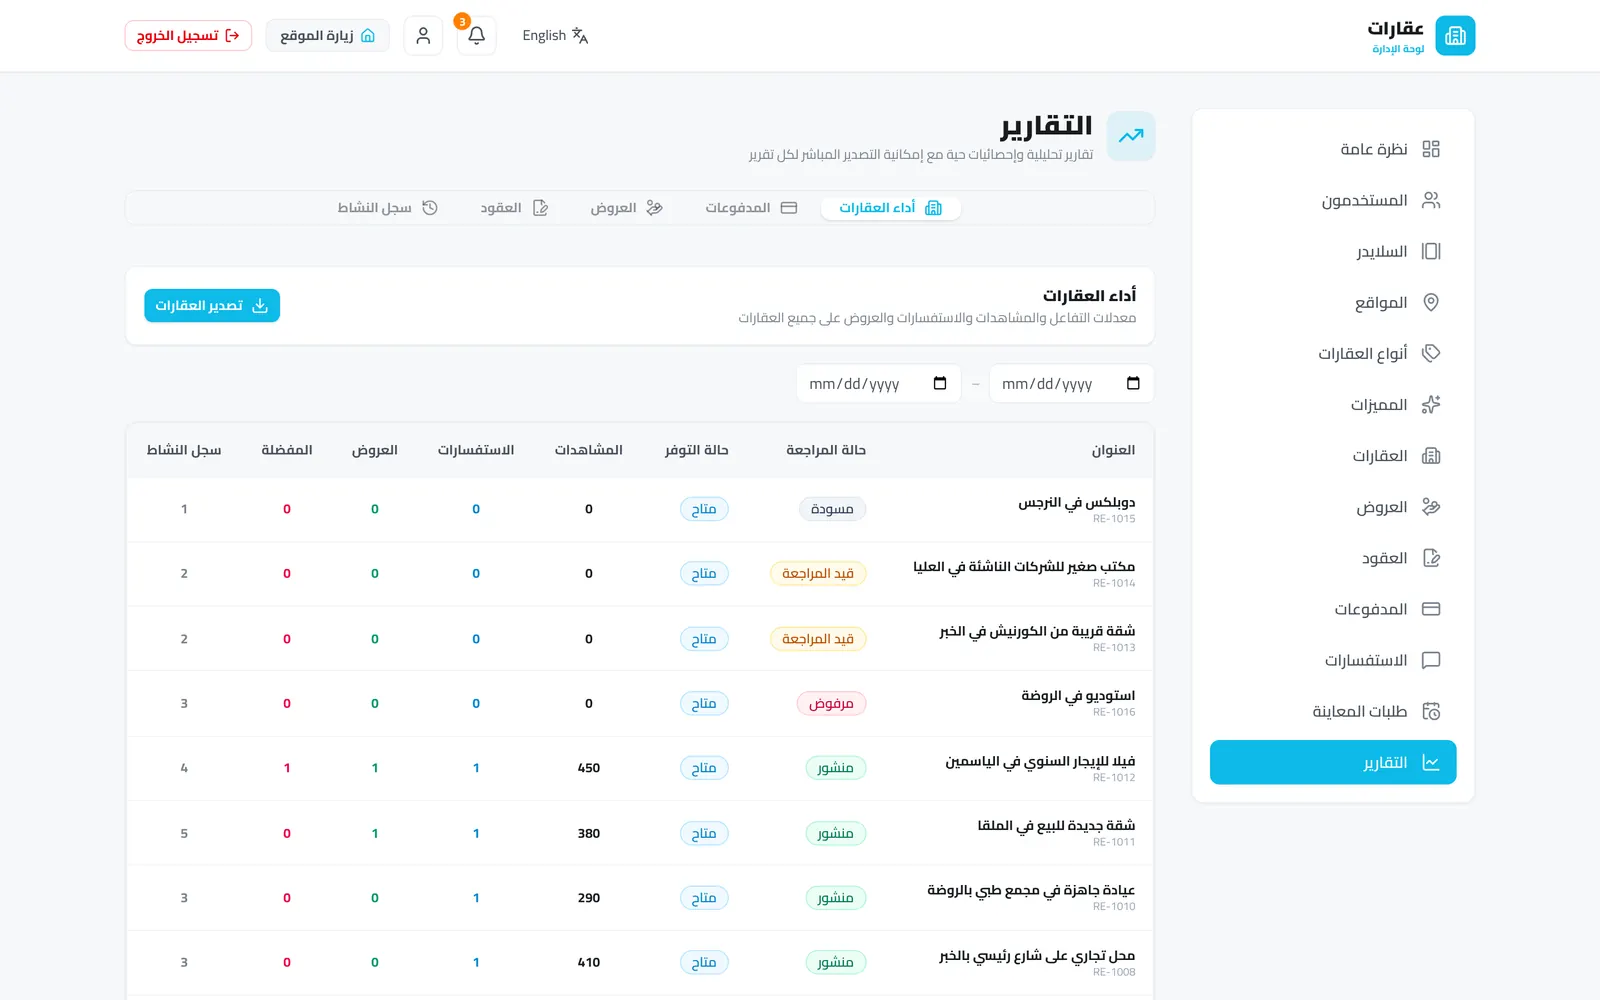 عقارات
لوحة الإدارة
English
3
زيارة الموقع
تسجيل الخروج
نظرة عامة
المستخدمون
السلايدر
المواقع
أنواع العقارات
المميزات
العقارات
العروض
العقود
المدفوعات
الاستفسارات
طلبات المعاينة
التقارير
التقارير
تقارير تحليلية وإحصائيات حية مع إمكانية التصدير المباشر لكل تقرير
أداء العقارات المدفوعات العروض العقود سجل النشاط
أداء العقارات
معدلات التفاعل والمشاهدات والاستفسارات والعروض على جميع العقارات
تصدير العقارات
mm/dd/yyyy – mm/dd/yyyy
العنوان حالة المراجعة حالة التوفر المشاهدات الاستفسارات العروض المفضلة سجل النشاط
دوبلكس في النرجس مسودة متاح 0 0 0 0 1
RE-1015
مكتب صغير للشركات الناشئة في العليا قيد المراجعة متاح 0 0 0 0 2
RE-1014
شقة قريبة من الكورنيش في الخبر قيد المراجعة متاح 0 0 0 0 2
RE-1013
استوديو في الروضة مرفوض متاح 0 0 0 0 3
RE-1016
فيلا للإيجار السنوي في الياسمين منشور متاح 450 1 1 1 4
RE-1012
شقة جديدة للبيع في الملقا منشور متاح 380 1 1 0 5
RE-1011
عيادة جاهزة في مجمع طبي بالروضة منشور متاح 290 1 0 0 3
RE-1010
محل تجاري على شارع رئيسي بالخبر منشور متاح 410 1 0 0 3
RE-1008